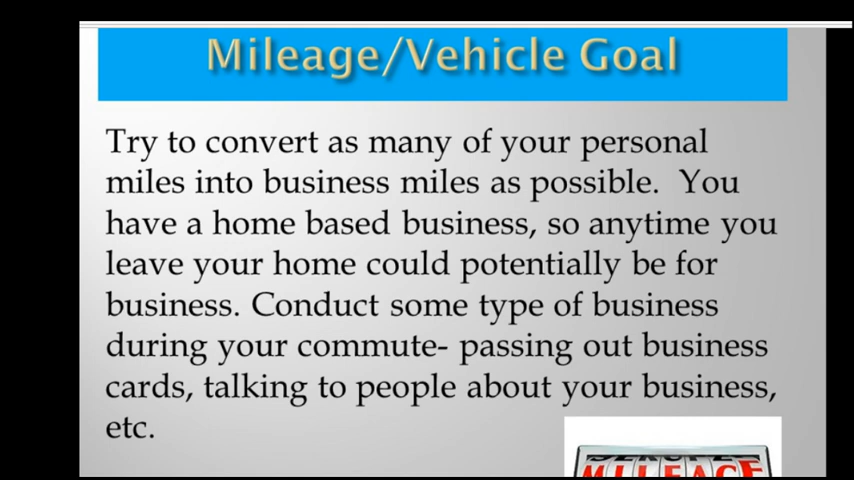 Mileage/Vehicle Goal
Try to convert as many of your personal
miles into business miles as possible.  You
have a home based business, so anytime you
leave your home could potentially be for
business. Conduct some type of business
during your commute- passing out business
cards, talking to people about your business,
etc.
MILEAGE